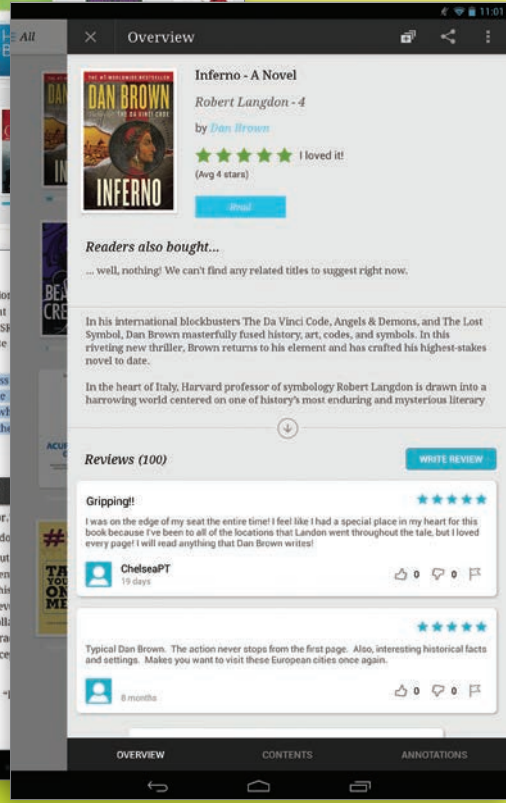 11:01
All
Overview
THE #1 WORLDWIDE BESTSELLER
DAN BROWN
THE DA VINCI CODE
INFERNO
Inferno - A Novel
Robert Langdon - 4
by Dan Brown
I loved it!
(Avg 4 stars)
Read
Readers also bought...
... well, nothing! We can't find any related titles to suggest right now.
In his international blockbusters The Da Vinci Code, Angels & Demons, and The Lost
Symbol, Dan Brown masterfully fused history, art, codes, and symbols. In this
riveting new thriller, Brown returns to his element and has crafted his highest-stakes
novel to date.
In the heart of Italy, Harvard professor of symbology Robert Langdon is drawn into a
harrowing world centered on one of history's most enduring and mysterious literary
Reviews (100)
WRITE REVIEW
Gripping!!
I was on the edge of my seat the entire time! I feel like I had a special place in my heart for this
book because I've been to all of the locations that Landon went throughout the tale, but I loved
every page! I will read anything that Dan Brown writes!
ChelseaPT
19 days
0 0
Typical Dan Brown. The action never stops from the first page. Also, interesting historical facts
and settings. Makes you want to visit these European cities once again.
8 months
0 0
OVERVIEW CONTENTS ANNOTATIONS